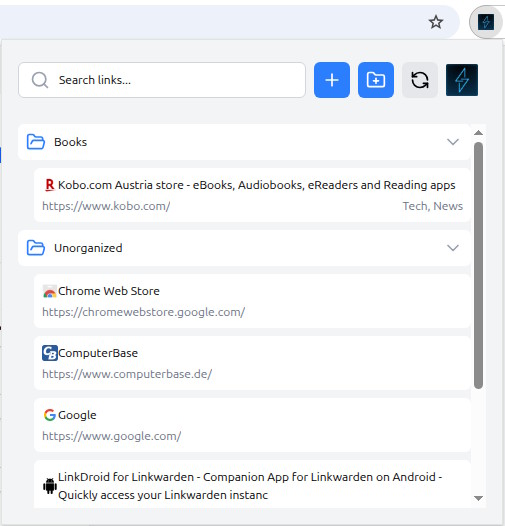 Search links...
Books
Kobo.com Austria store - eBooks, Audiobooks, eReaders and Reading apps
https://www.kobo.com/ Tech, News
Unorganized
Chrome Web Store
https://chromewebstore.google.com/
ComputerBase
https://www.computerbase.de/
Google
https://www.google.com/
LinkDroid for Linkwarden - Companion App for Linkwarden on Android -
Quickly access your Linkwarden instanc